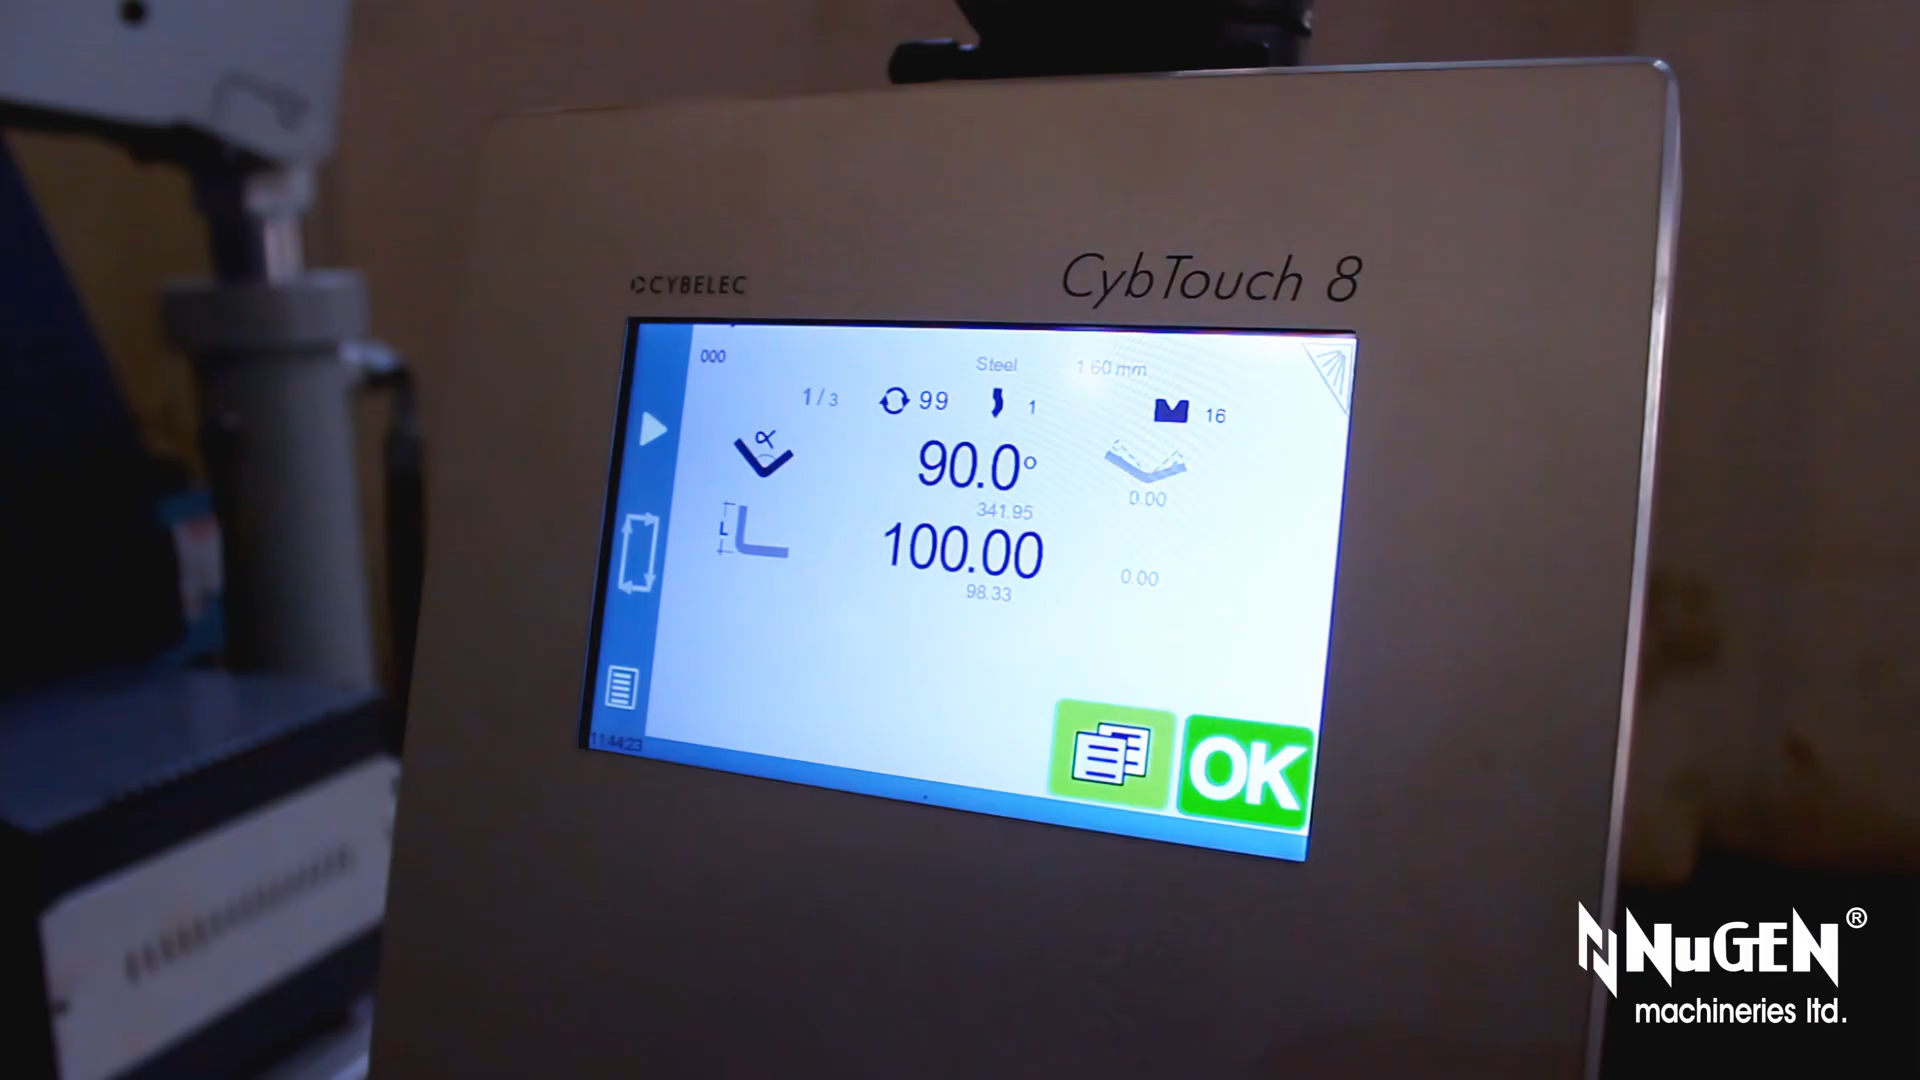 CYBELEC
CybTouch 8
000
Steel
1.60 mm
1/3
99
1
16
α
90.0°
0.00
341.95
L
100.00
0.00
98.33
11:44:23
OK
NuGEN®
machineries ltd.